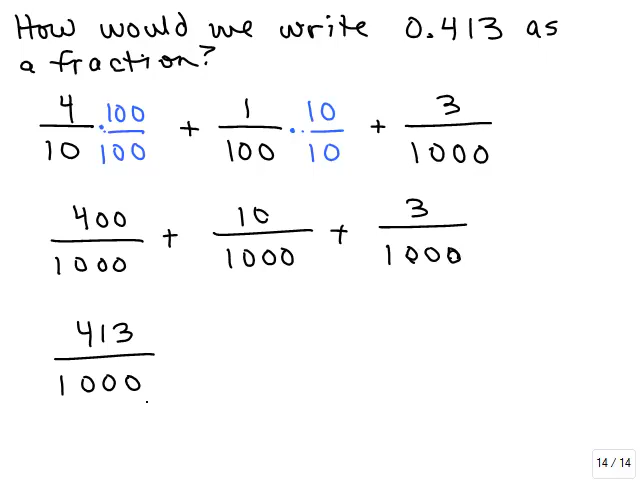 How would we write 0.413 as
a fraction?
4/10 · 100/100 + 1/100 · 10/10 + 3/1000
400/1000 + 10/1000 + 3/1000
413/1000
14 / 14